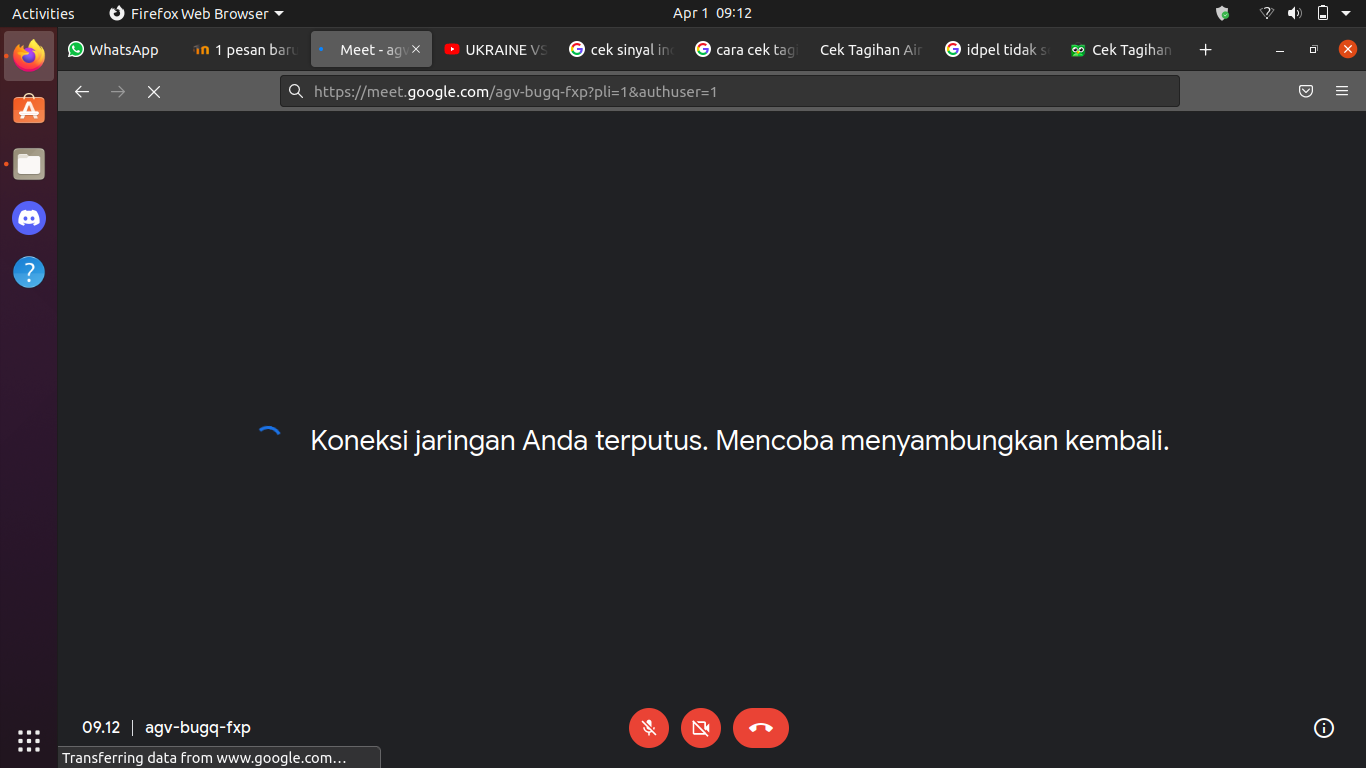 Activities
Firefox Web Browser
Apr 1 09:12
WhatsApp
1 pesan baru
Meet - agv
UKRAINE VS
cek sinyal in
cara cek tag
Cek Tagihan Air
idpel tidak
Cek Tagihan
https://meet.google.com/agv-bugq-fxp?pli=1&authuser=1
Koneksi jaringan Anda terputus. Mencoba menyambungkan kembali.
09.12
agv-bugq-fxp
Transferring data from www.google.com…